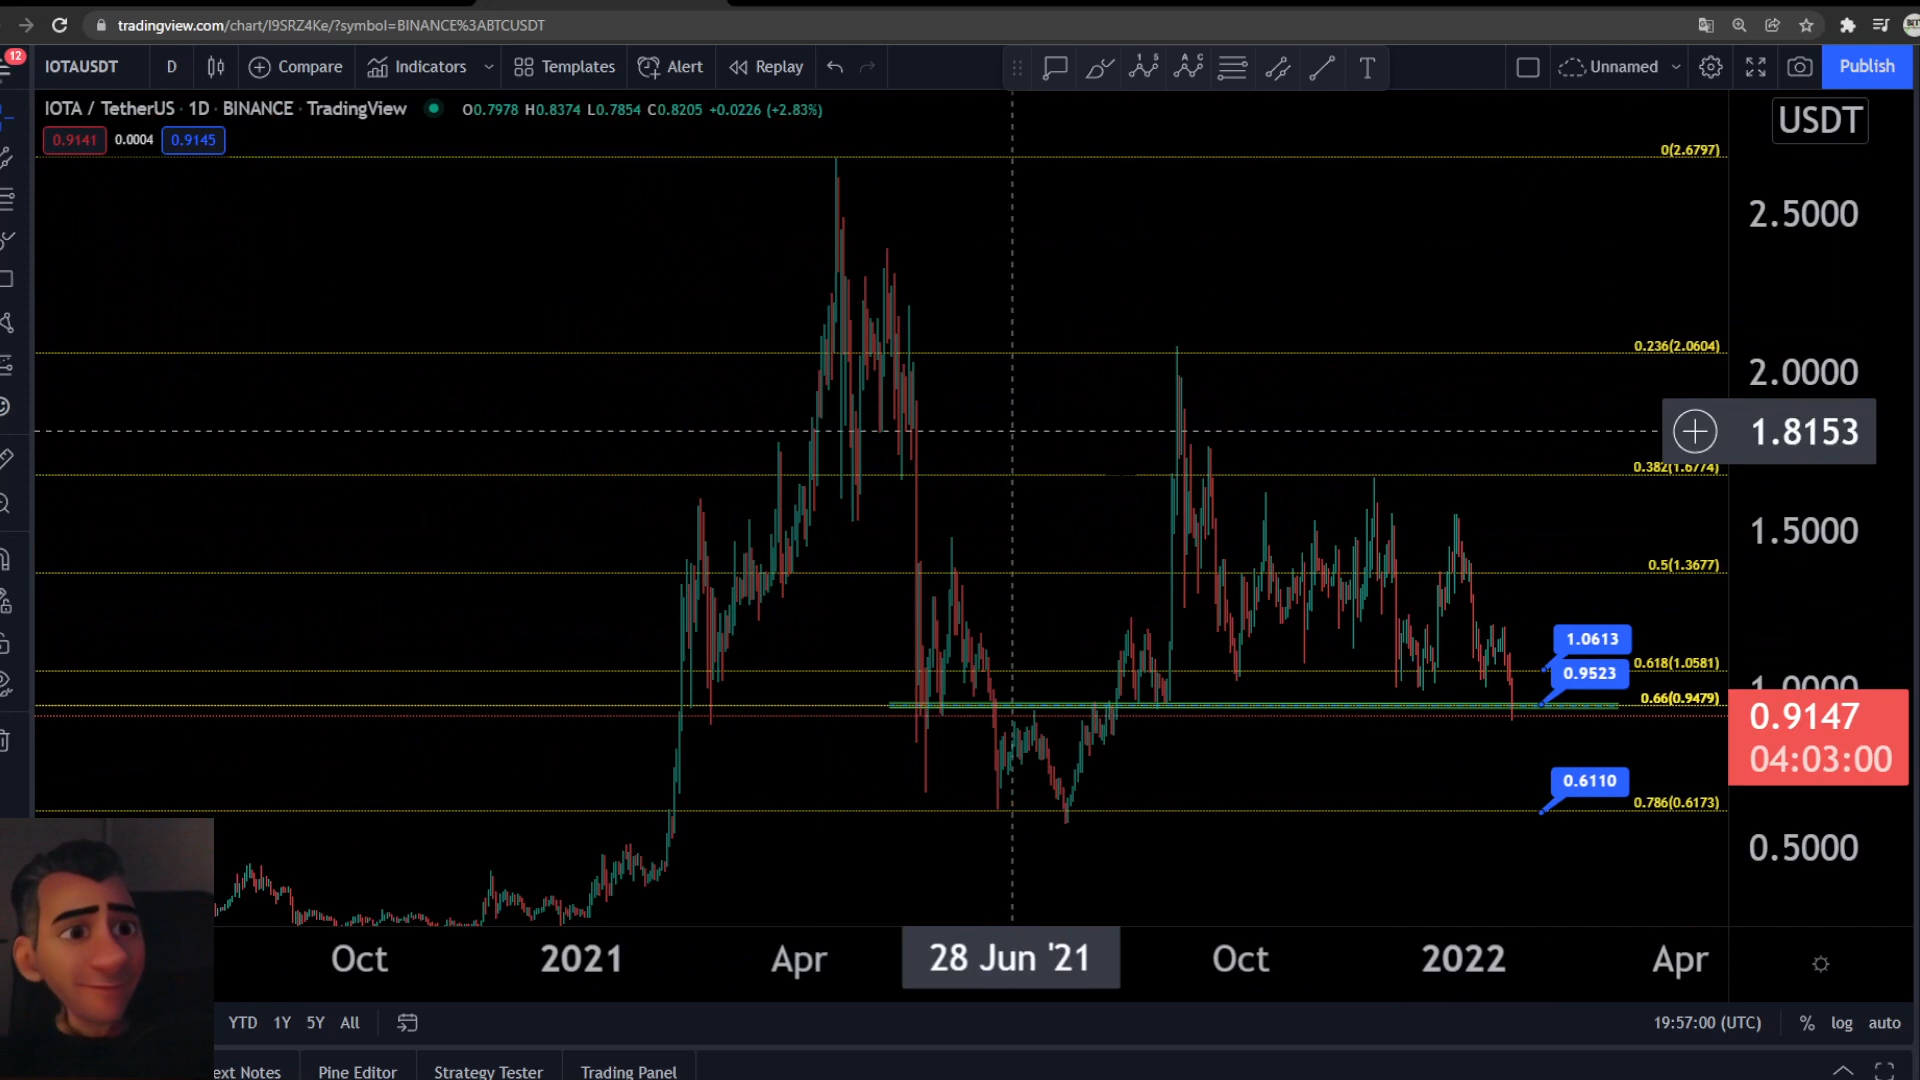 tradingview.com/chart/I9SRZ4Ke/?symbol=BINANCE%3ABTCUSDT
12
IOTAUSDT D Compare Indicators Templates Alert Replay T Unnamed Publish
IOTA / TetherUS · 1D · BINANCE · TradingView O0.7978 H0.8374 L0.7854 C0.8205 +0.0226 (+2.83%)
USDT
0.9141 0.0004 0.9145
0(2.6797)
2.5000
0.236(2.0604)
2.0000
1.8153
0.382(1.6774)
1.5000
0.5(1.3677)
1.0613
0.618(1.0581)
0.9523
1.0000
0.66(0.9479)
0.9147
04:03:00
0.6110
0.786(0.6173)
0.5000
Oct 2021 Apr 28 Jun '21 Oct 2022 Apr
YTD 1Y 5Y All 19:57:00 (UTC) % log auto
ext Notes Pine Editor Strategy Tester Trading Panel